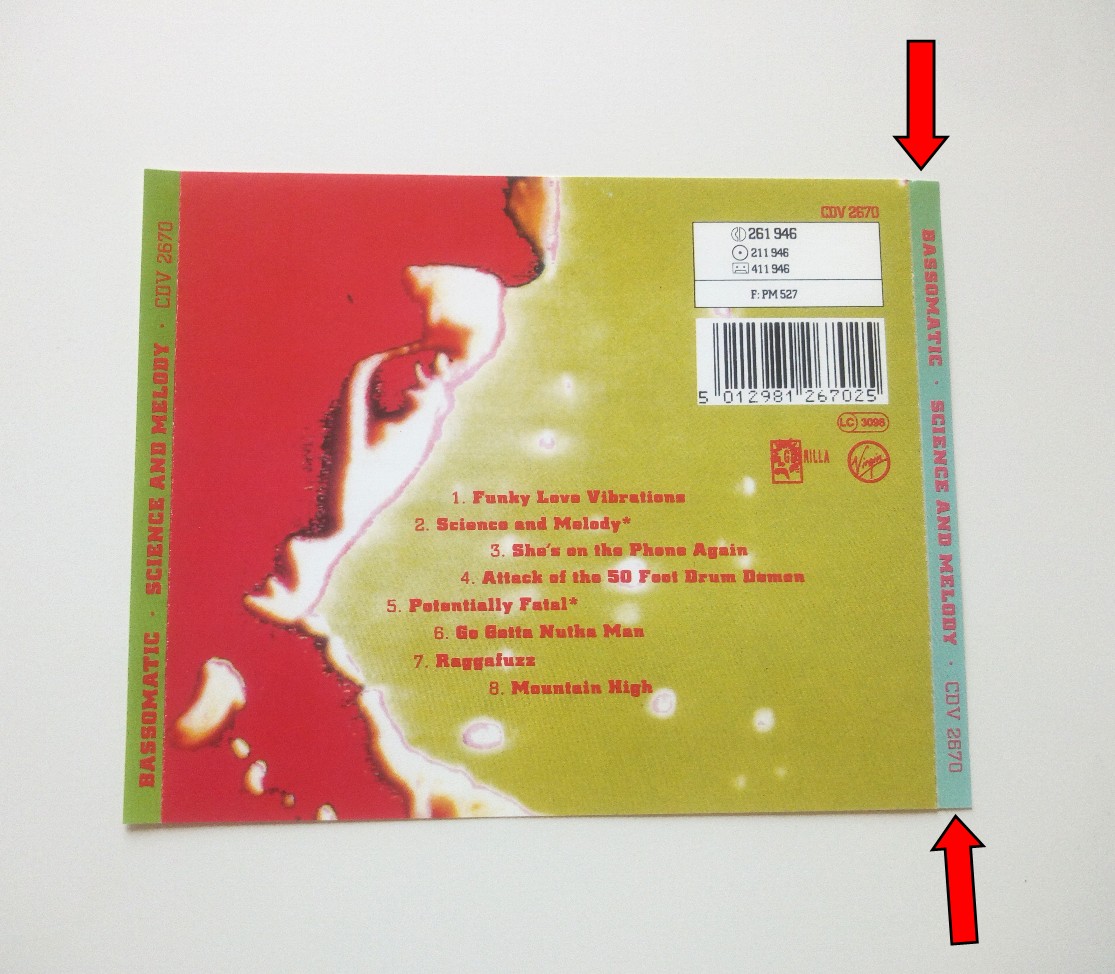 BASSOMATIC · SCIENCE AND MELODY · CDV 2670
CDV 2670
261 946
211 946
411 946
F: PM 527
5 012981 267025
LC 3098
GORILLA
Virgin
1. Funky Love Vibrations
2. Science and Melody*
3. She's on the Phone Again
4. Attack of the 50 Foot Drum Demon
5. Potentially Fatal*
6. Go Gotta Nutha Man
7. Raggafuzz
8. Mountain High
BASSOMATIC · SCIENCE AND MELODY · CDV 2670